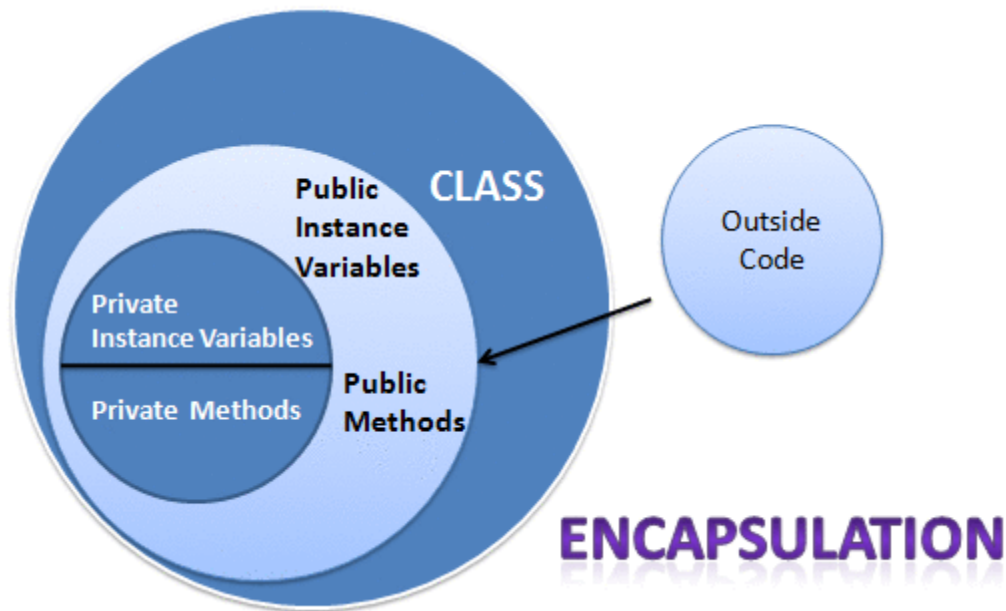 CLASS
Public
Instance
Variables
Private
Instance Variables
Private Methods
Public
Methods
Outside
Code
ENCAPSULATION